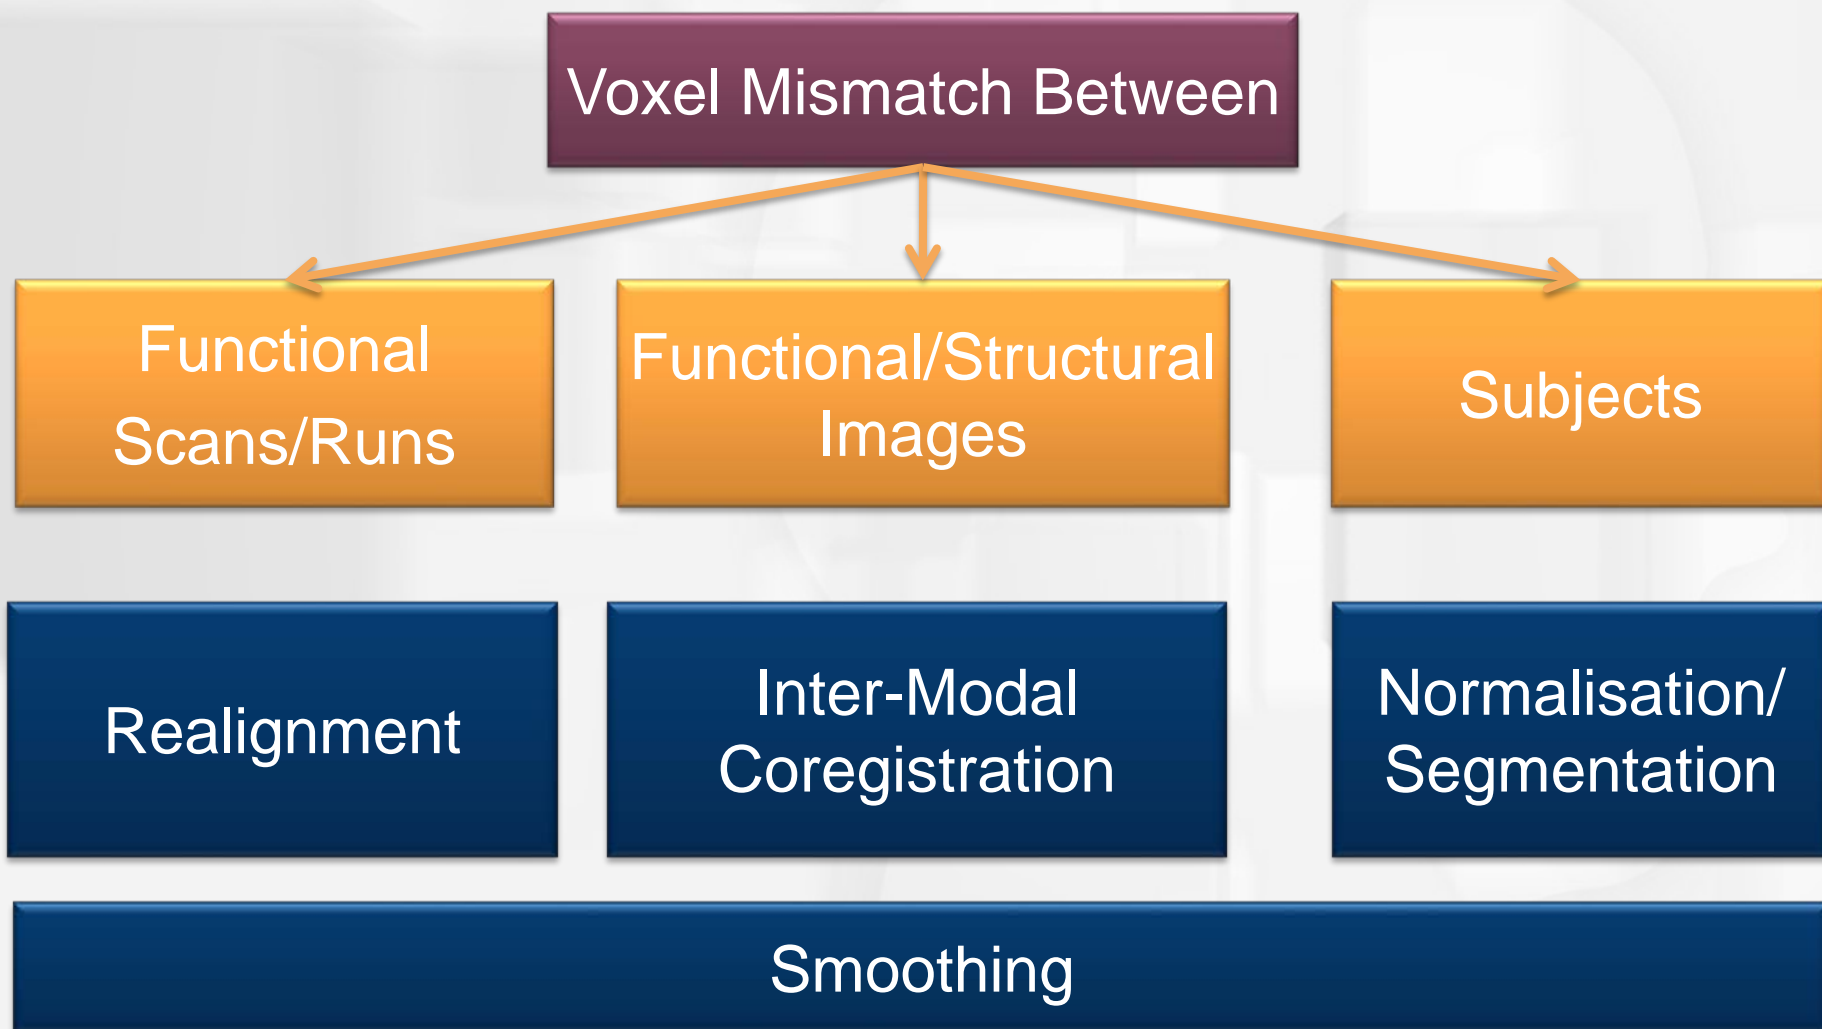 Voxel Mismatch Between
Functional
Scans/Runs
Functional/Structural
Images
Subjects
Realignment
Inter-Modal
Coregistration
Normalisation/
Segmentation
Smoothing